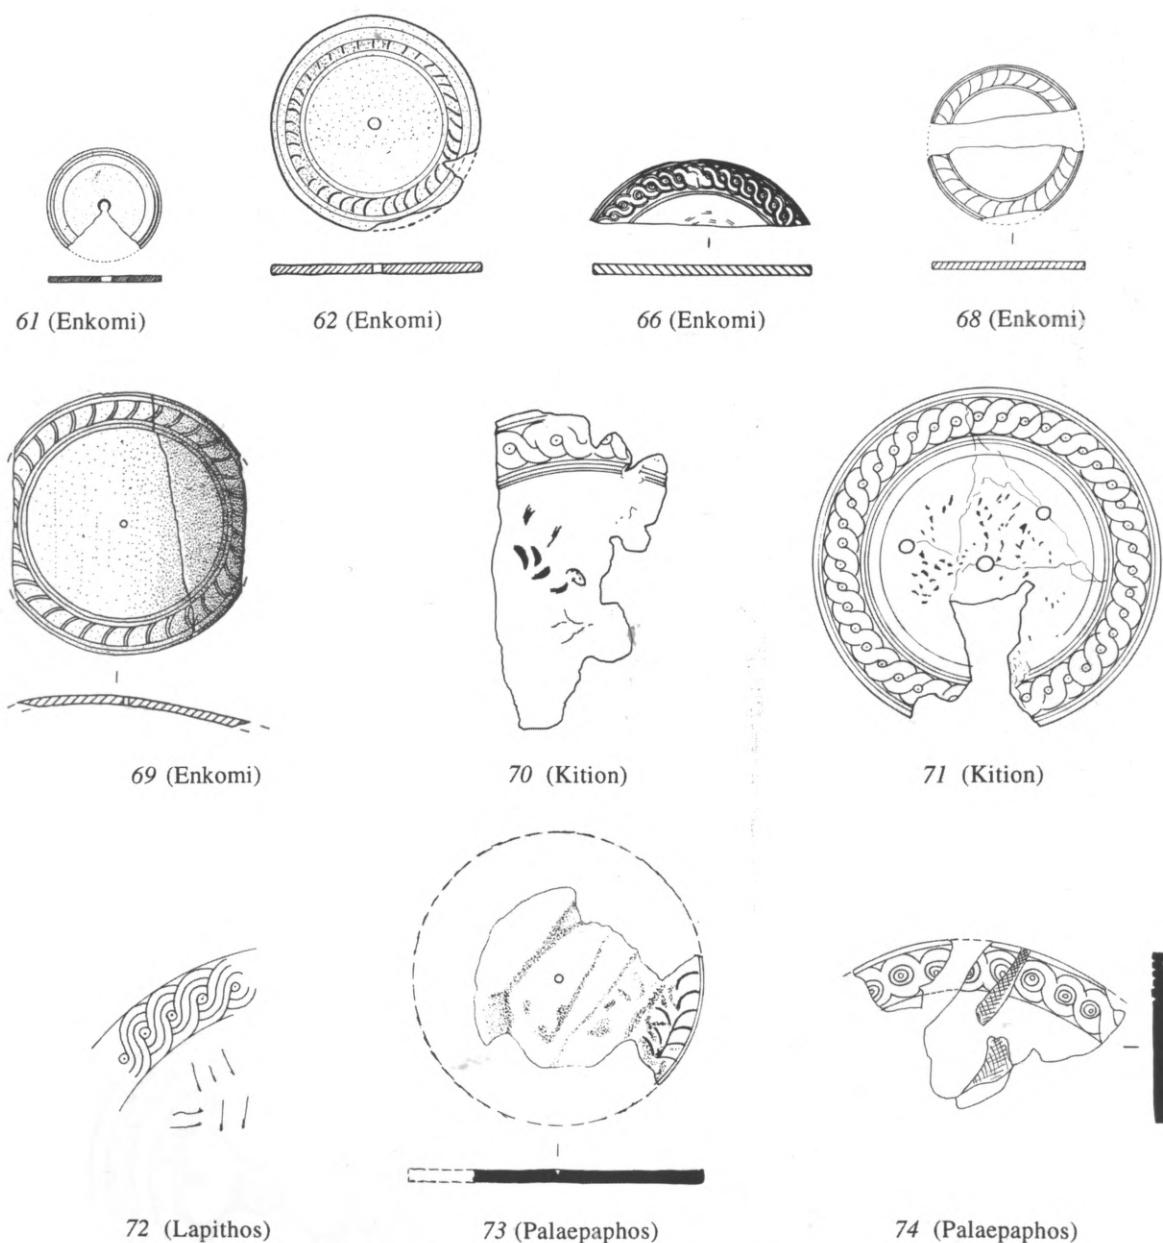 61 (Enkomi)
62 (Enkomi)
66 (Enkomi)
68 (Enkomi)
69 (Enkomi)
70 (Kition)
71 (Kition)
72 (Lapithos)
73 (Palaepaphos)
74 (Palaepaphos)